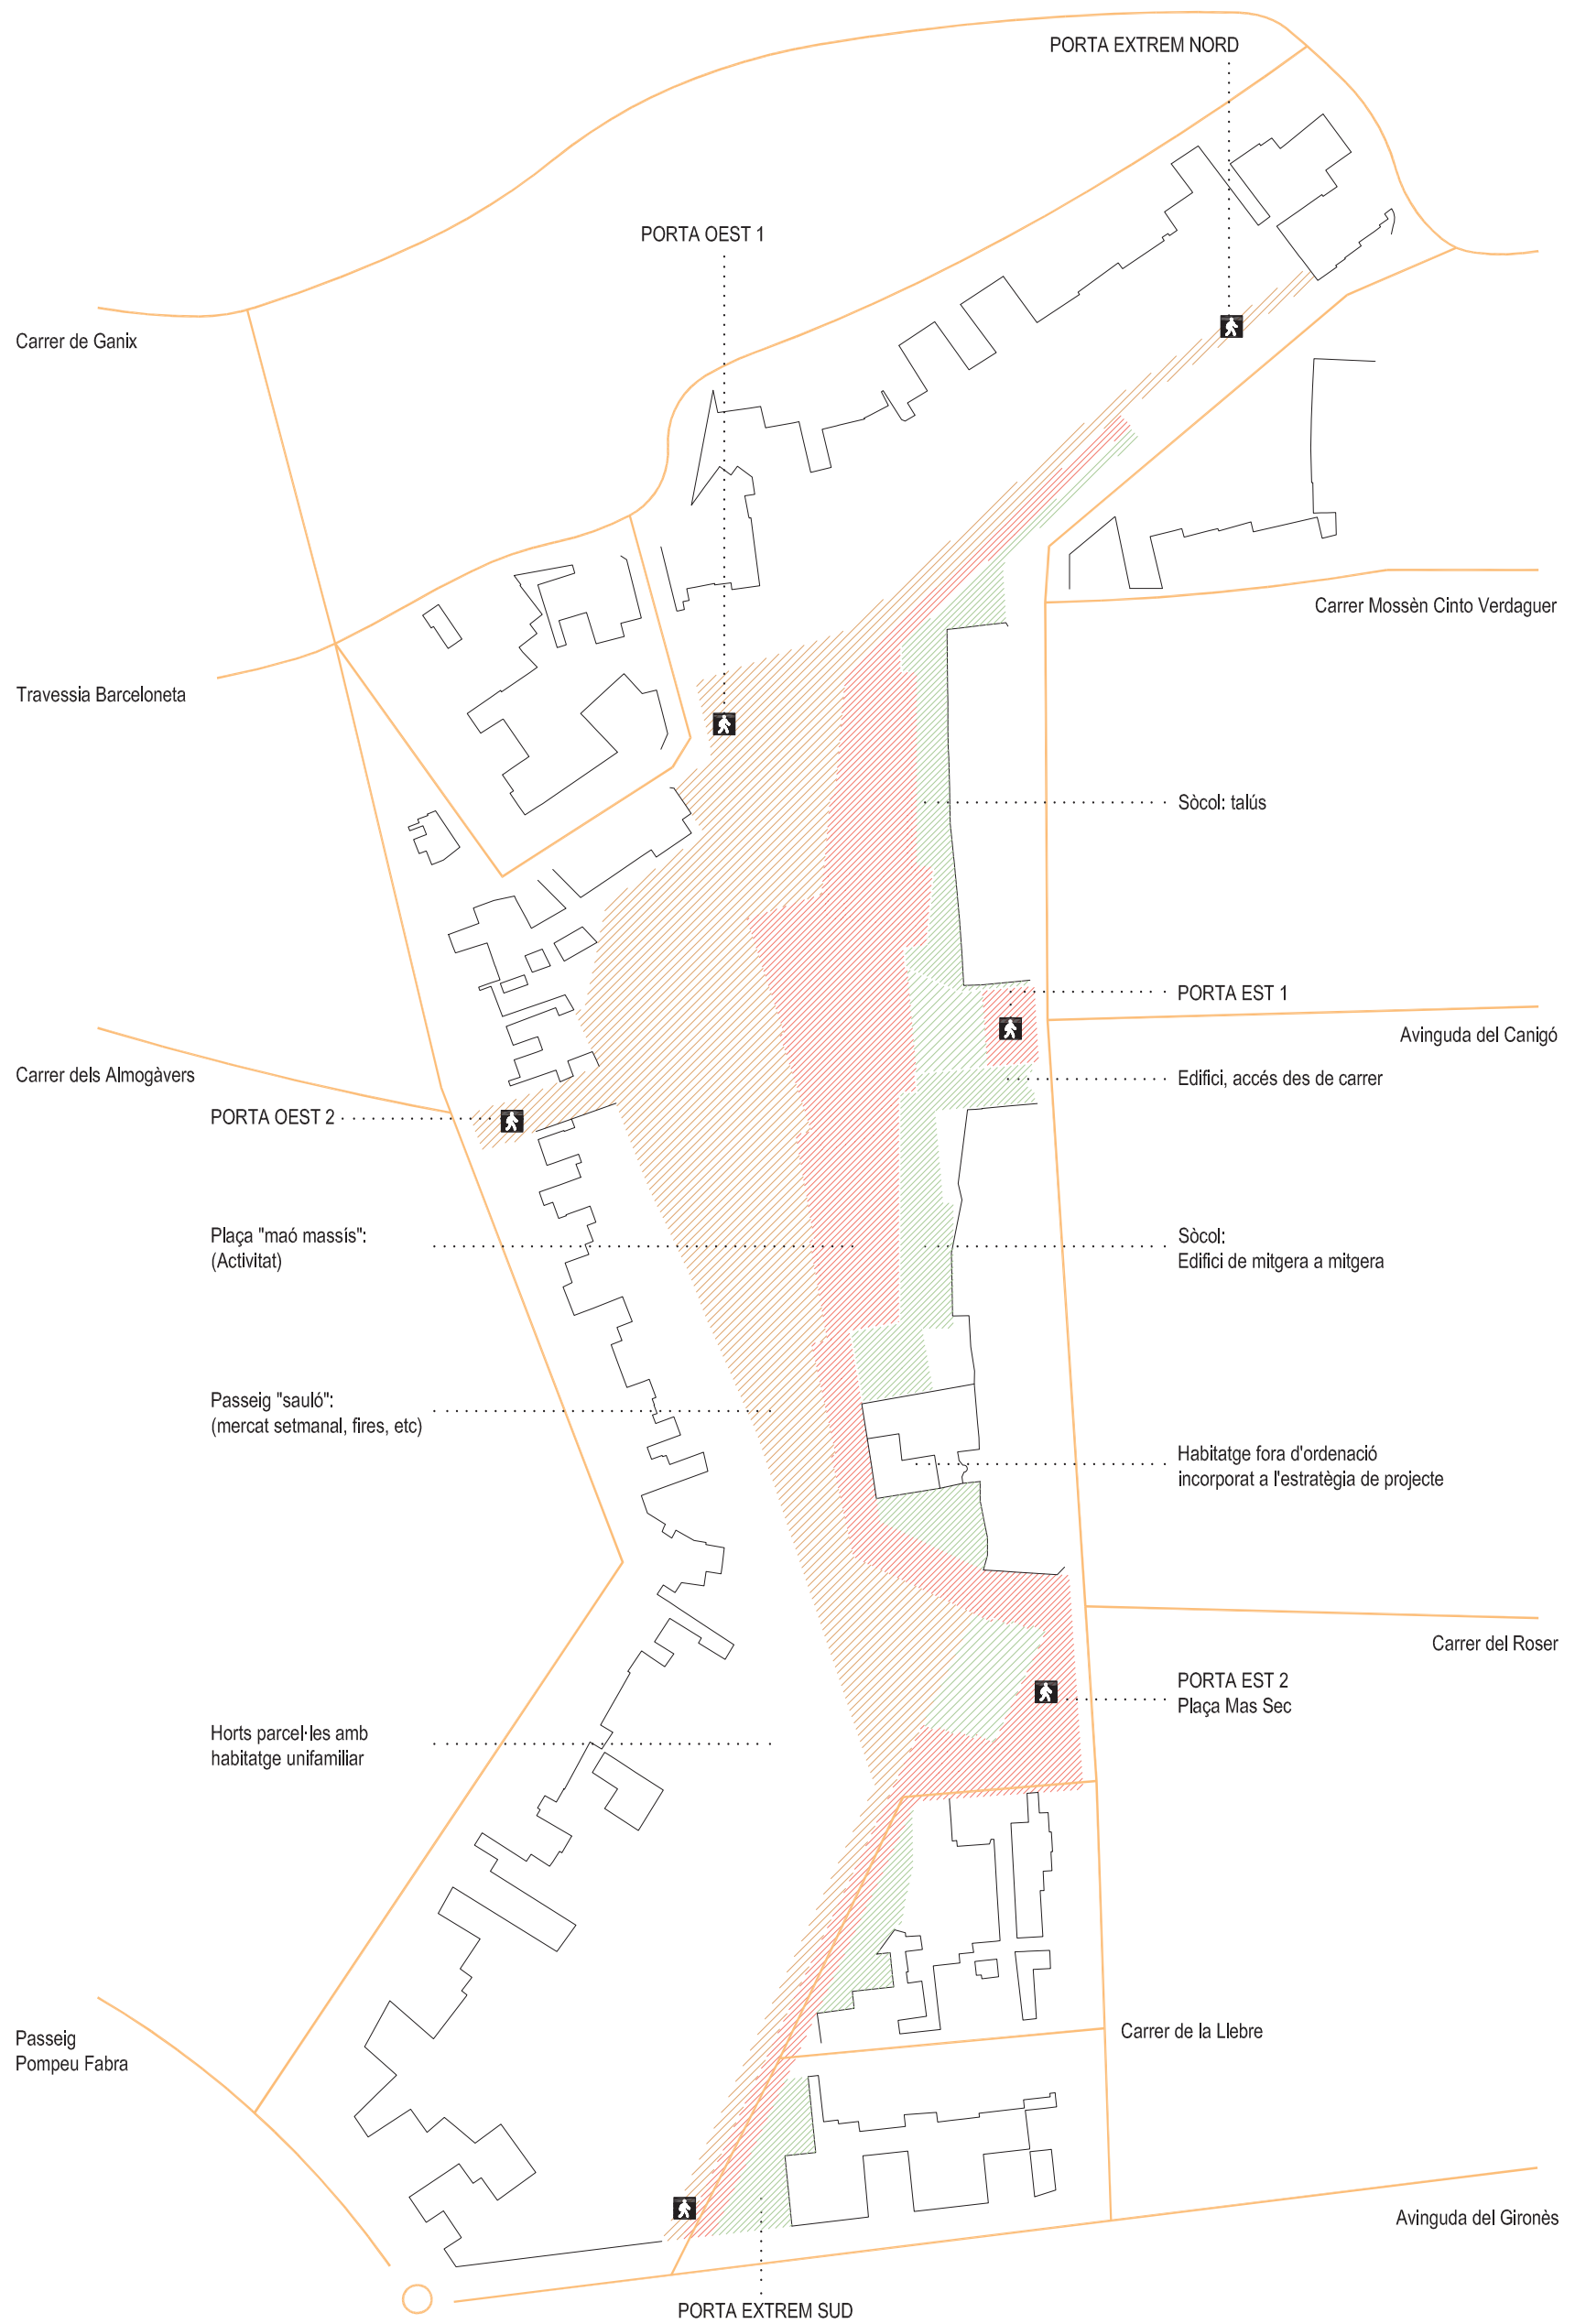 PORTA EXTREM NORD
PORTA OEST 1
Carrer de Ganix
Carrer Mossèn Cinto Verdaguer
Travessia Barceloneta
Sòcol: talús
PORTA EST 1
Avinguda del Canigó
Carrer dels Almogàvers
Edifici, accés des de carrer
PORTA OEST 2
Plaça "maó massís":
(Activitat)
Sòcol:
Edifici de mitgera a mitgera
Passeig "sauló":
(mercat setmanal, fires, etc)
Habitatge fora d'ordenació
incorporat a l'estratègia de projecte
Carrer del Roser
PORTA EST 2
Plaça Mas Sec
Horts parcel·les amb
habitatge unifamiliar
Passeig
Pompeu Fabra
Carrer de la Llebre
Avinguda del Gironès
PORTA EXTREM SUD